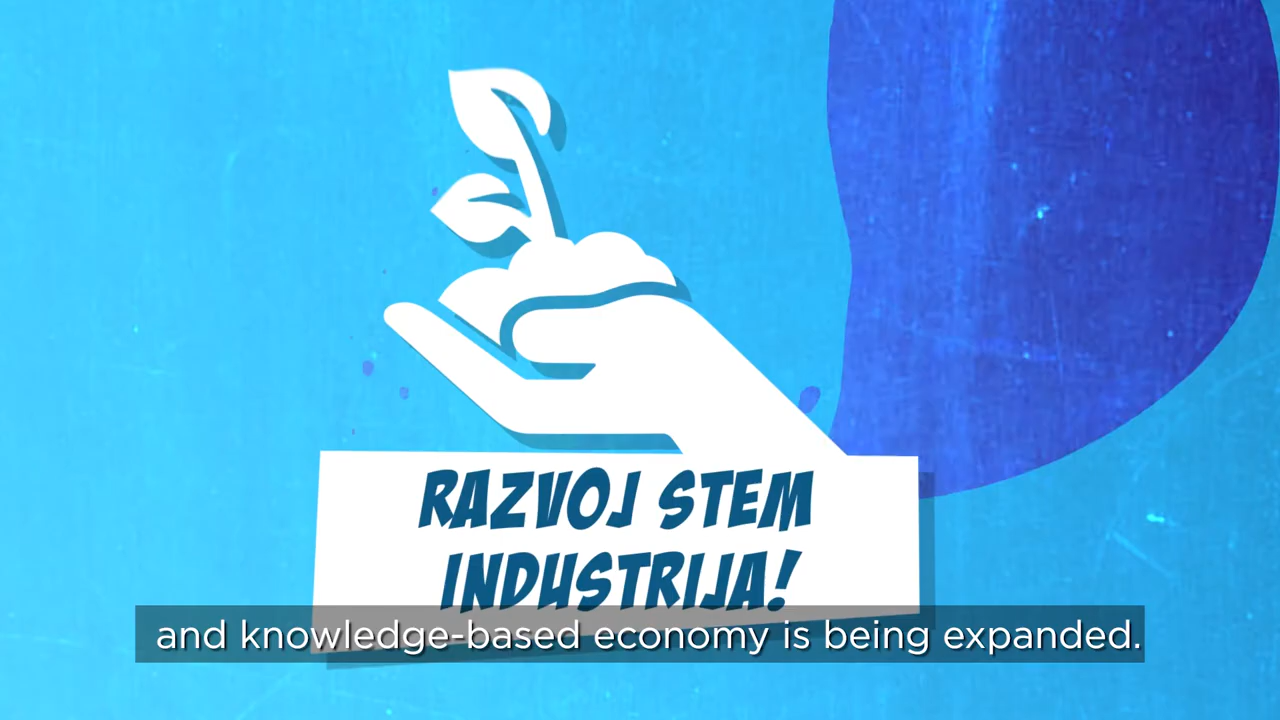 RAZVOJ STEM
INDUSTRIJA!
and knowledge-based economy is being expanded.